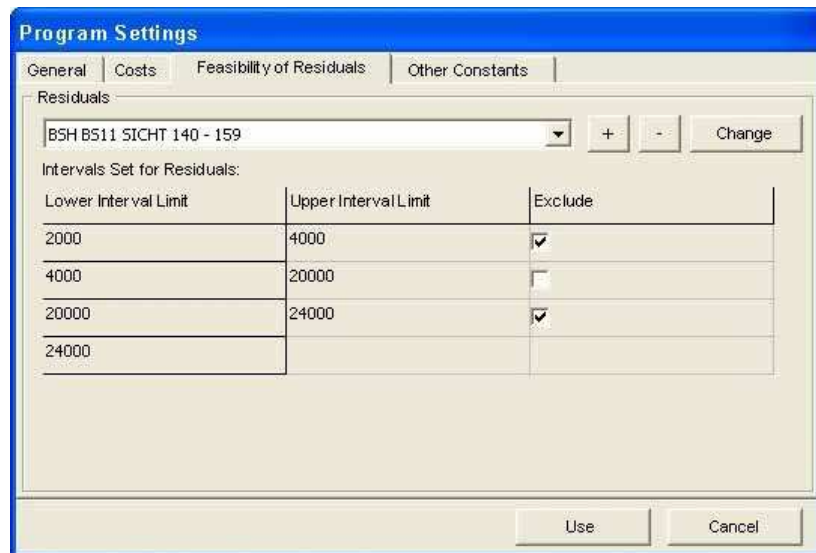 Program Settings
General Costs Feasibility of Residuals Other Constants
Residuals
BSH BS11 SICHT 140 - 159 + - Change
Intervals Set for Residuals:
Lower Interval Limit Upper Interval Limit Exclude
2000 4000
4000 20000
20000 24000
24000
Use Cancel